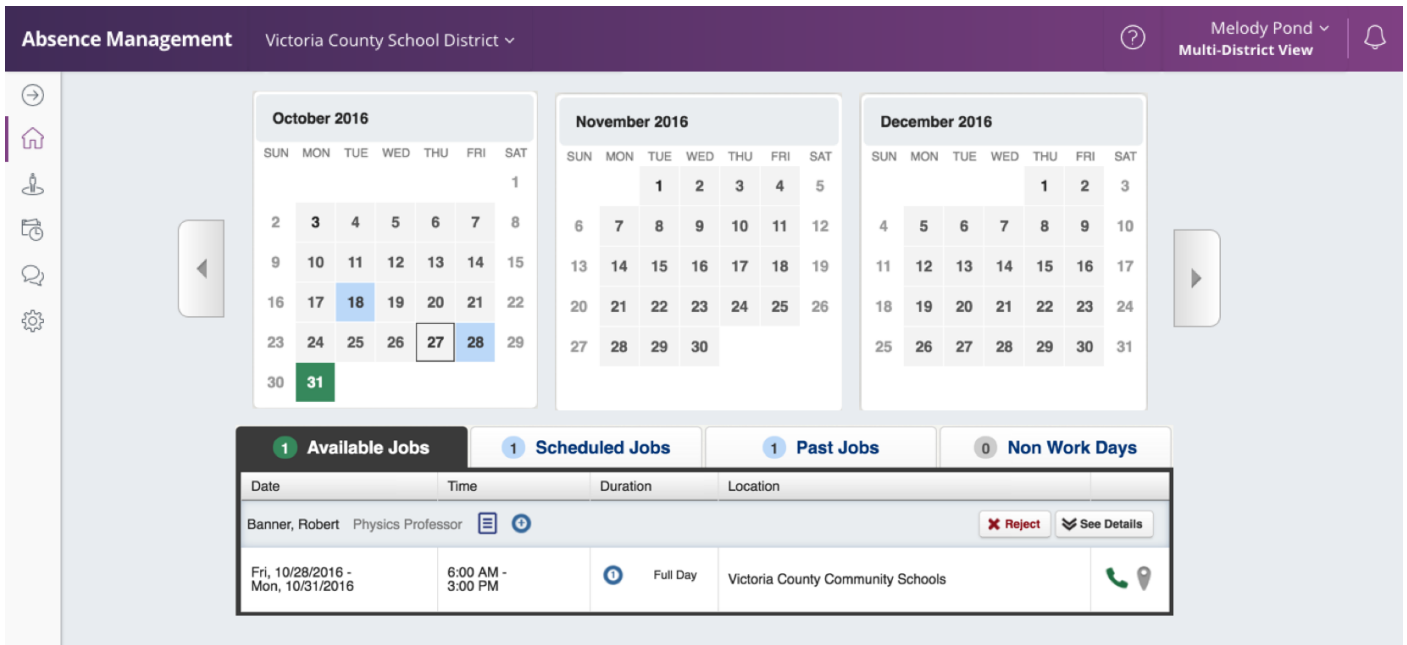 Absence Management Victoria County School District Melody Pond
Multi-District View
October 2016
SUN MON TUE WED THU FRI SAT
1
2 3 4 5 6 7 8
9 10 11 12 13 14 15
16 17 18 19 20 21 22
23 24 25 26 27 28 29
30 31
November 2016
SUN MON TUE WED THU FRI SAT
1 2 3 4 5
6 7 8 9 10 11 12
13 14 15 16 17 18 19
20 21 22 23 24 25 26
27 28 29 30
December 2016
SUN MON TUE WED THU FRI SAT
1 2 3
4 5 6 7 8 9 10
11 12 13 14 15 16 17
18 19 20 21 22 23 24
25 26 27 28 29 30 31
1 Available Jobs 1 Scheduled Jobs 1 Past Jobs 0 Non Work Days
Date Time Duration Location
Banner, Robert Physics Professor Reject See Details
Fri, 10/28/2016 - 6:00 AM - 1 Full Day Victoria County Community Schools
Mon, 10/31/2016 3:00 PM